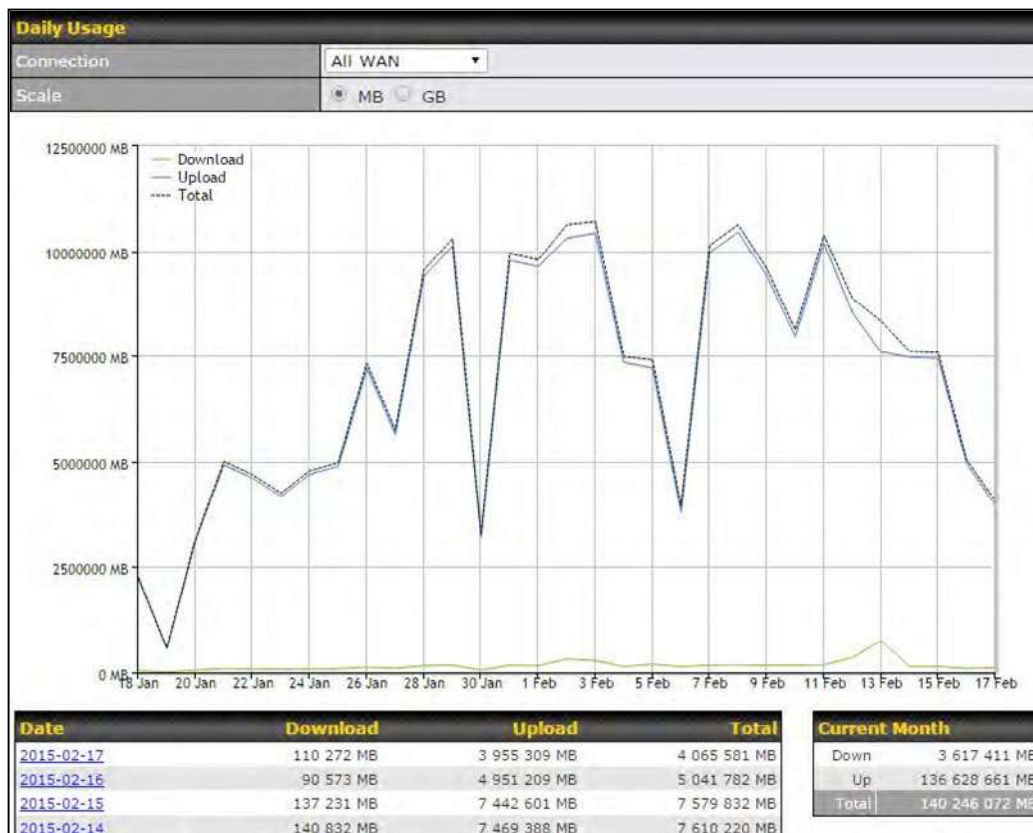 Daily Usage
Connection All WAN
Scale MB GB
12500000 MB
Download
Upload
Total
10000000 MB
7500000 MB
5000000 MB
2500000 MB
0 MB
18 Jan 20 Jan 22 Jan 24 Jan 26 Jan 28 Jan 30 Jan 1 Feb 3 Feb 5 Feb 7 Feb 9 Feb 11 Feb 13 Feb 15 Feb 17 Feb
Date Download Upload Total
2015-02-17 110 272 MB 3 955 309 MB 4 065 581 MB
2015-02-16 90 573 MB 4 951 209 MB 5 041 782 MB
2015-02-15 137 231 MB 7 442 601 MB 7 579 832 MB
2015-02-14 140 832 MB 7 469 388 MB 7 610 220 MB
Current Month
Down 3 617 411 MB
Up 136 628 661 MB
Total 140 246 072 MB